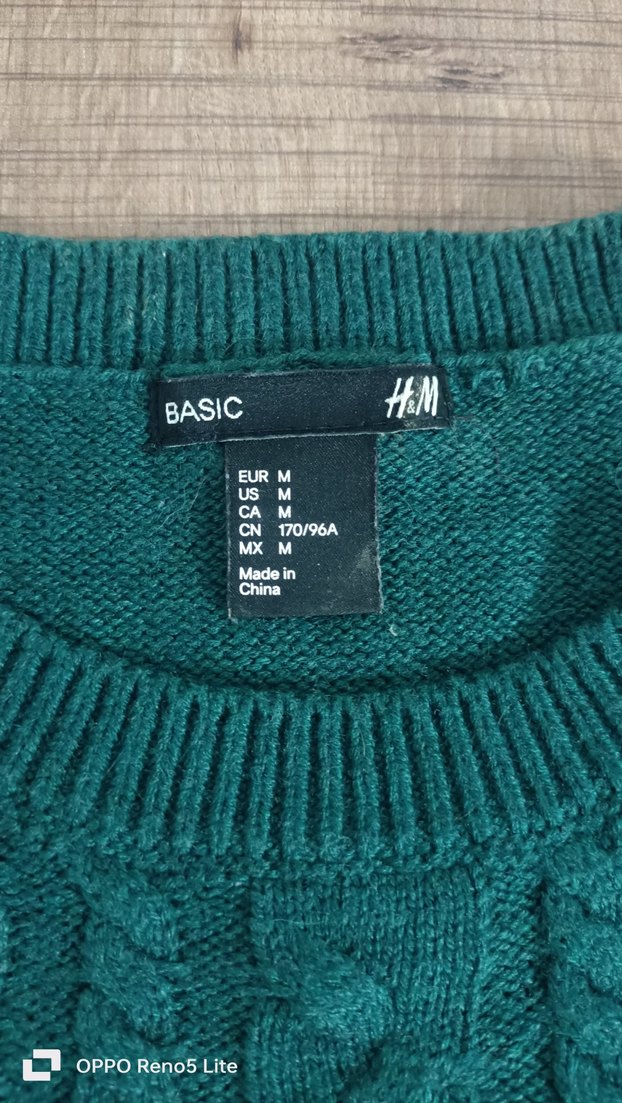 BASIC H&M
EUR M
US M
CA M
CN 170/96A
MX M
Made in
China
OPPO Reno5 Lite